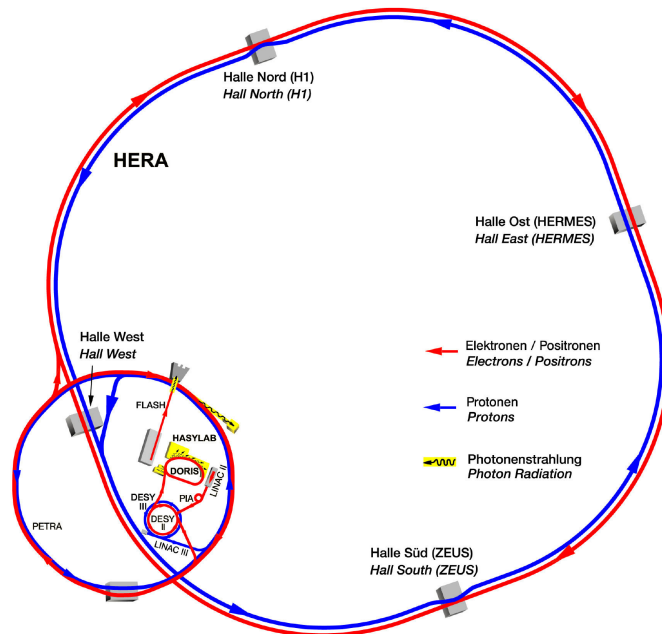 Halle Nord (H1)
Hall North (H1)
HERA
Halle Ost (HERMES)
Hall East (HERMES)
Halle West
Hall West
Elektronen / Positronen
Electrons / Positrons
Protonen
Protons
Photonenstrahlung
Photon Radiation
FLASH
HASYLAB
DORIS
LINAC II
PIA
DESY
III
DESY
II
LINAC III
PETRA
Halle Süd (ZEUS)
Hall South (ZEUS)